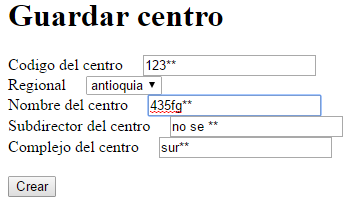 Guardar centro
Codigo del centro 123**
Regional antioquia
Nombre del centro 435fg**
Subdirector del centro no se **
Complejo del centro sur**
Crear